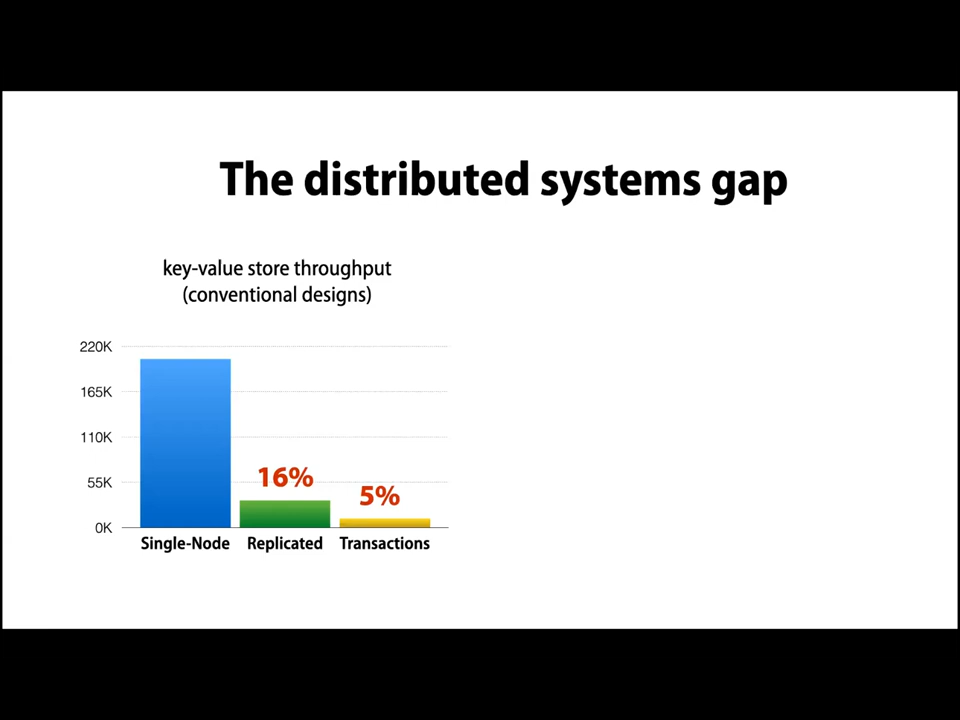 The distributed systems gap
key-value store throughput
(conventional designs)
220K
165K
110K
55K
0K
16%
5%
Single-Node
Replicated
Transactions